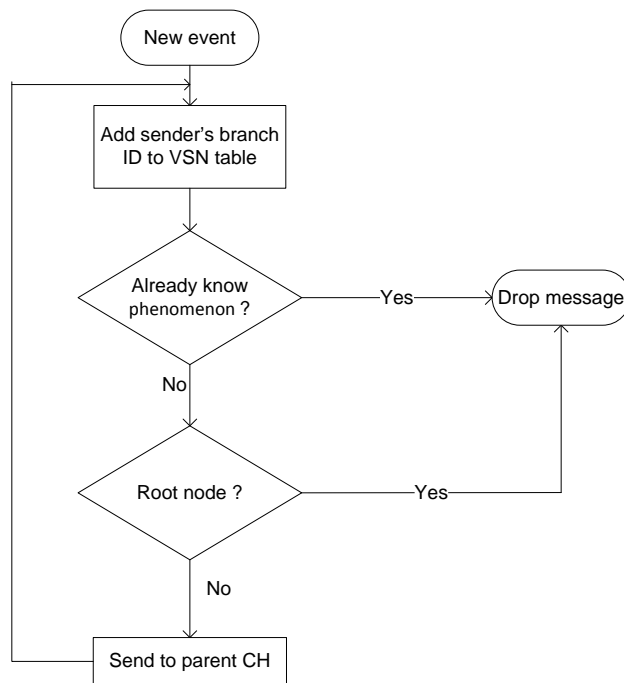 New event
Add sender's branch
ID to VSN table
Already know
phenomenon ?
Yes
Drop message
No
Root node ?
Yes
No
Send to parent CH